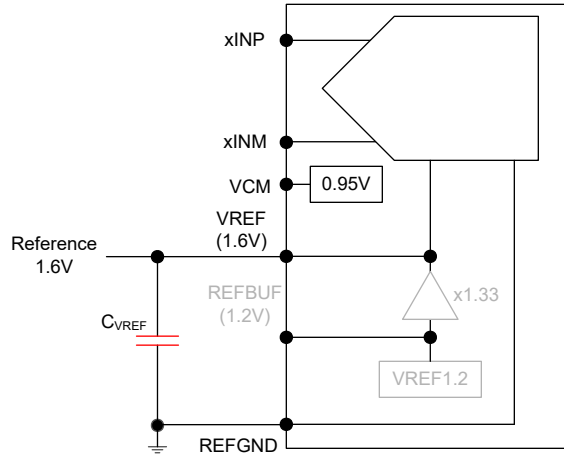 xINP
xINM
VCM
0.95V
VREF
(1.6V)
Reference
1.6V
REFBUF
(1.2V)
x1.33
CVREF
VREF1.2
REFGND